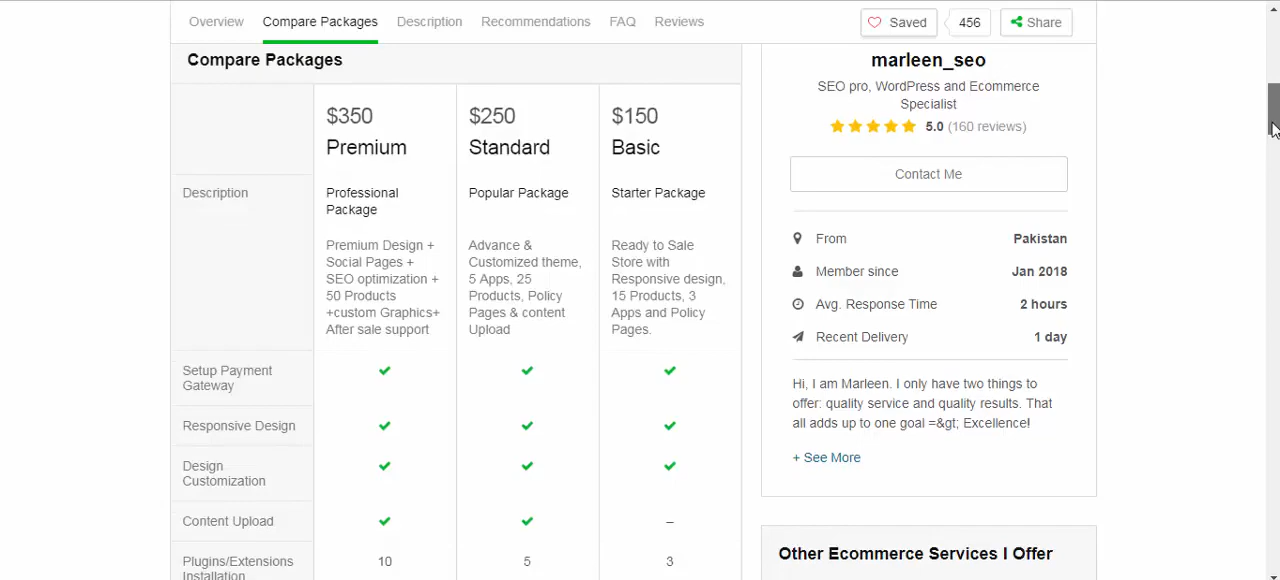 Overview Compare Packages Description Recommendations FAQ Reviews
Saved 456 Share
Compare Packages
$350 $250 $150
Premium Standard Basic
Description
Professional
Package
Popular Package
Starter Package
Premium Design +
Social Pages +
SEO optimization +
50 Products
+custom Graphics+
After sale support
Advance &
Customized theme,
5 Apps, 25
Products, Policy
Pages & content
Upload
Ready to Sale
Store with
Responsive design,
15 Products, 3
Apps and Policy
Pages.
Setup Payment
Gateway
Responsive Design
Design
Customization
Content Upload –
Plugins/Extensions 10 5 3
Installation
marleen_seo
SEO pro, WordPress and Ecommerce
Specialist
5.0 (160 reviews)
Contact Me
From Pakistan
Member since Jan 2018
Avg. Response Time 2 hours
Recent Delivery 1 day
Hi, I am Marleen. I only have two things to
offer: quality service and quality results. That
all adds up to one goal =&gt; Excellence!
+ See More
Other Ecommerce Services I Offer